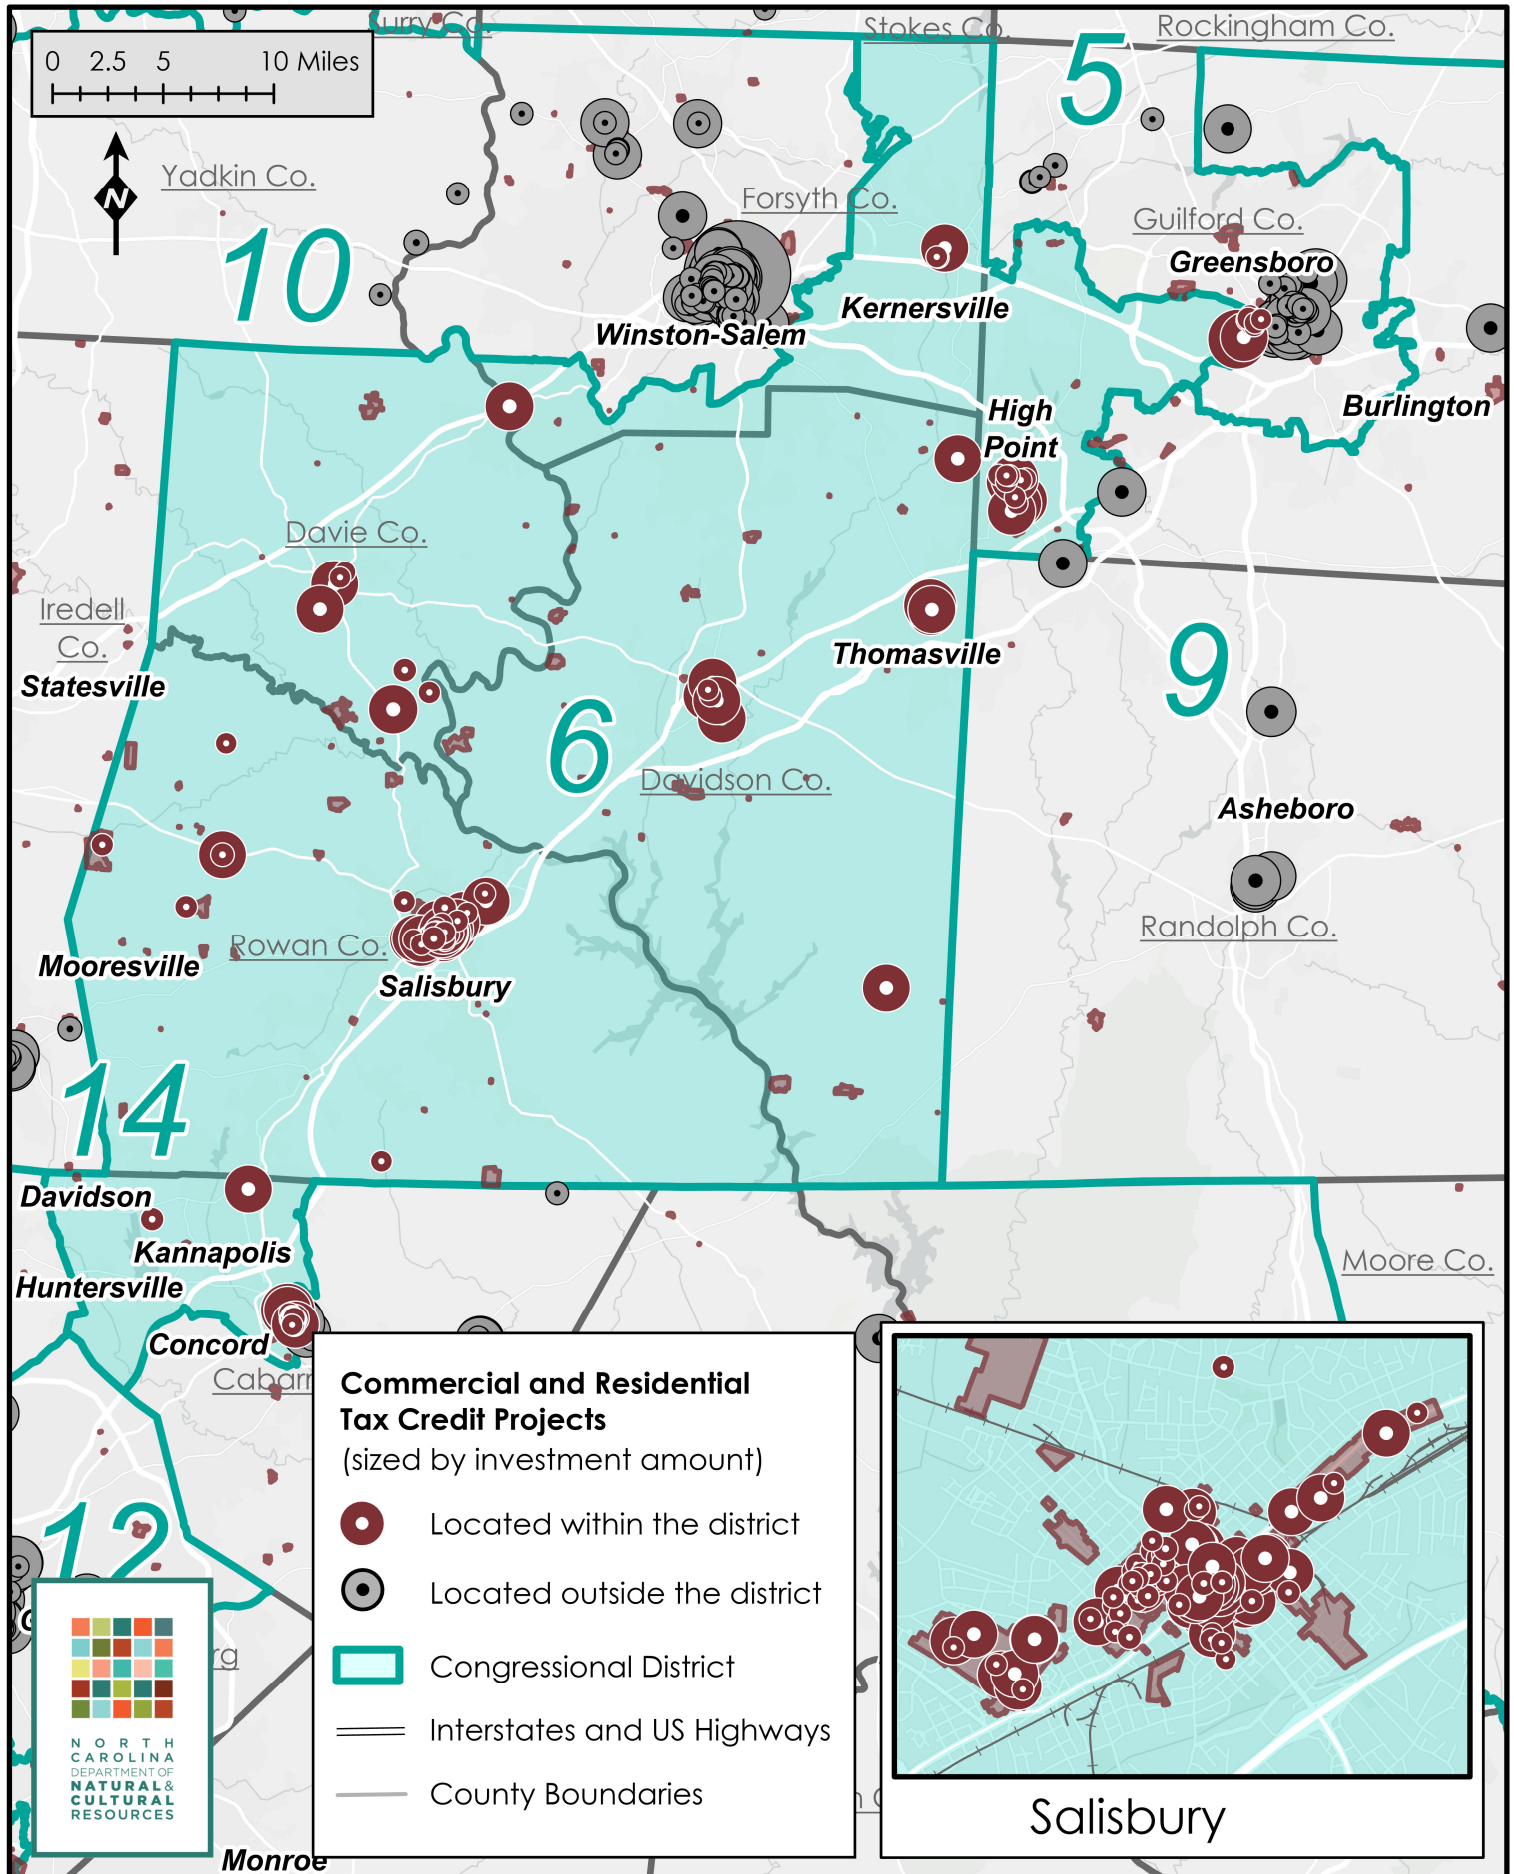 Surry Co.
Stokes Co.
Rockingham Co.
0 2.5 5 10 Miles
5
N
Yadkin Co.
Forsyth Co.
Guilford Co.
10
Greensboro
Kernersville
Winston-Salem
High
Point
Burlington
Davie Co.
Iredell
Co.
Statesville
Thomasville
9
6
Davidson Co.
Asheboro
Randolph Co.
Rowan Co.
Mooresville
Salisbury
14
Davidson
Kannapolis
Huntersville
Moore Co.
Concord
Cabarr
12
G
rg
Monroe
Commercial and Residential
Tax Credit Projects
(sized by investment amount)
Located within the district
Located outside the district
Congressional District
Interstates and US Highways
County Boundaries
NORTH
CAROLINA
DEPARTMENT OF
NATURAL &
CULTURAL
RESOURCES
Salisbury